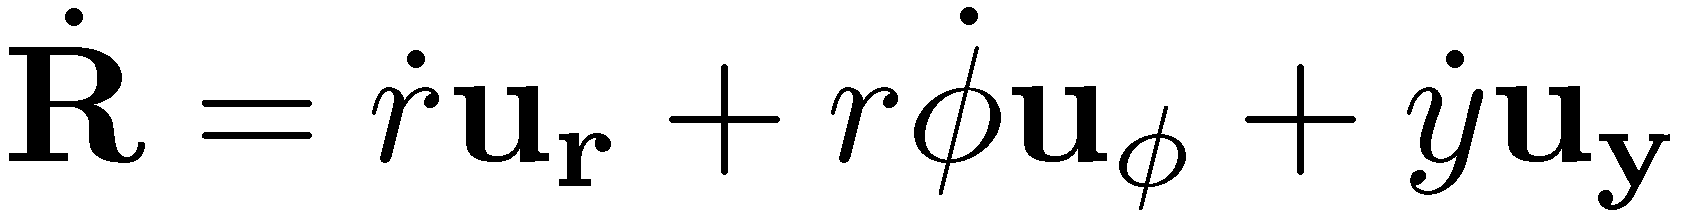 Ṙ = ṙu_r + rϕ̇u_ϕ + ẏu_y